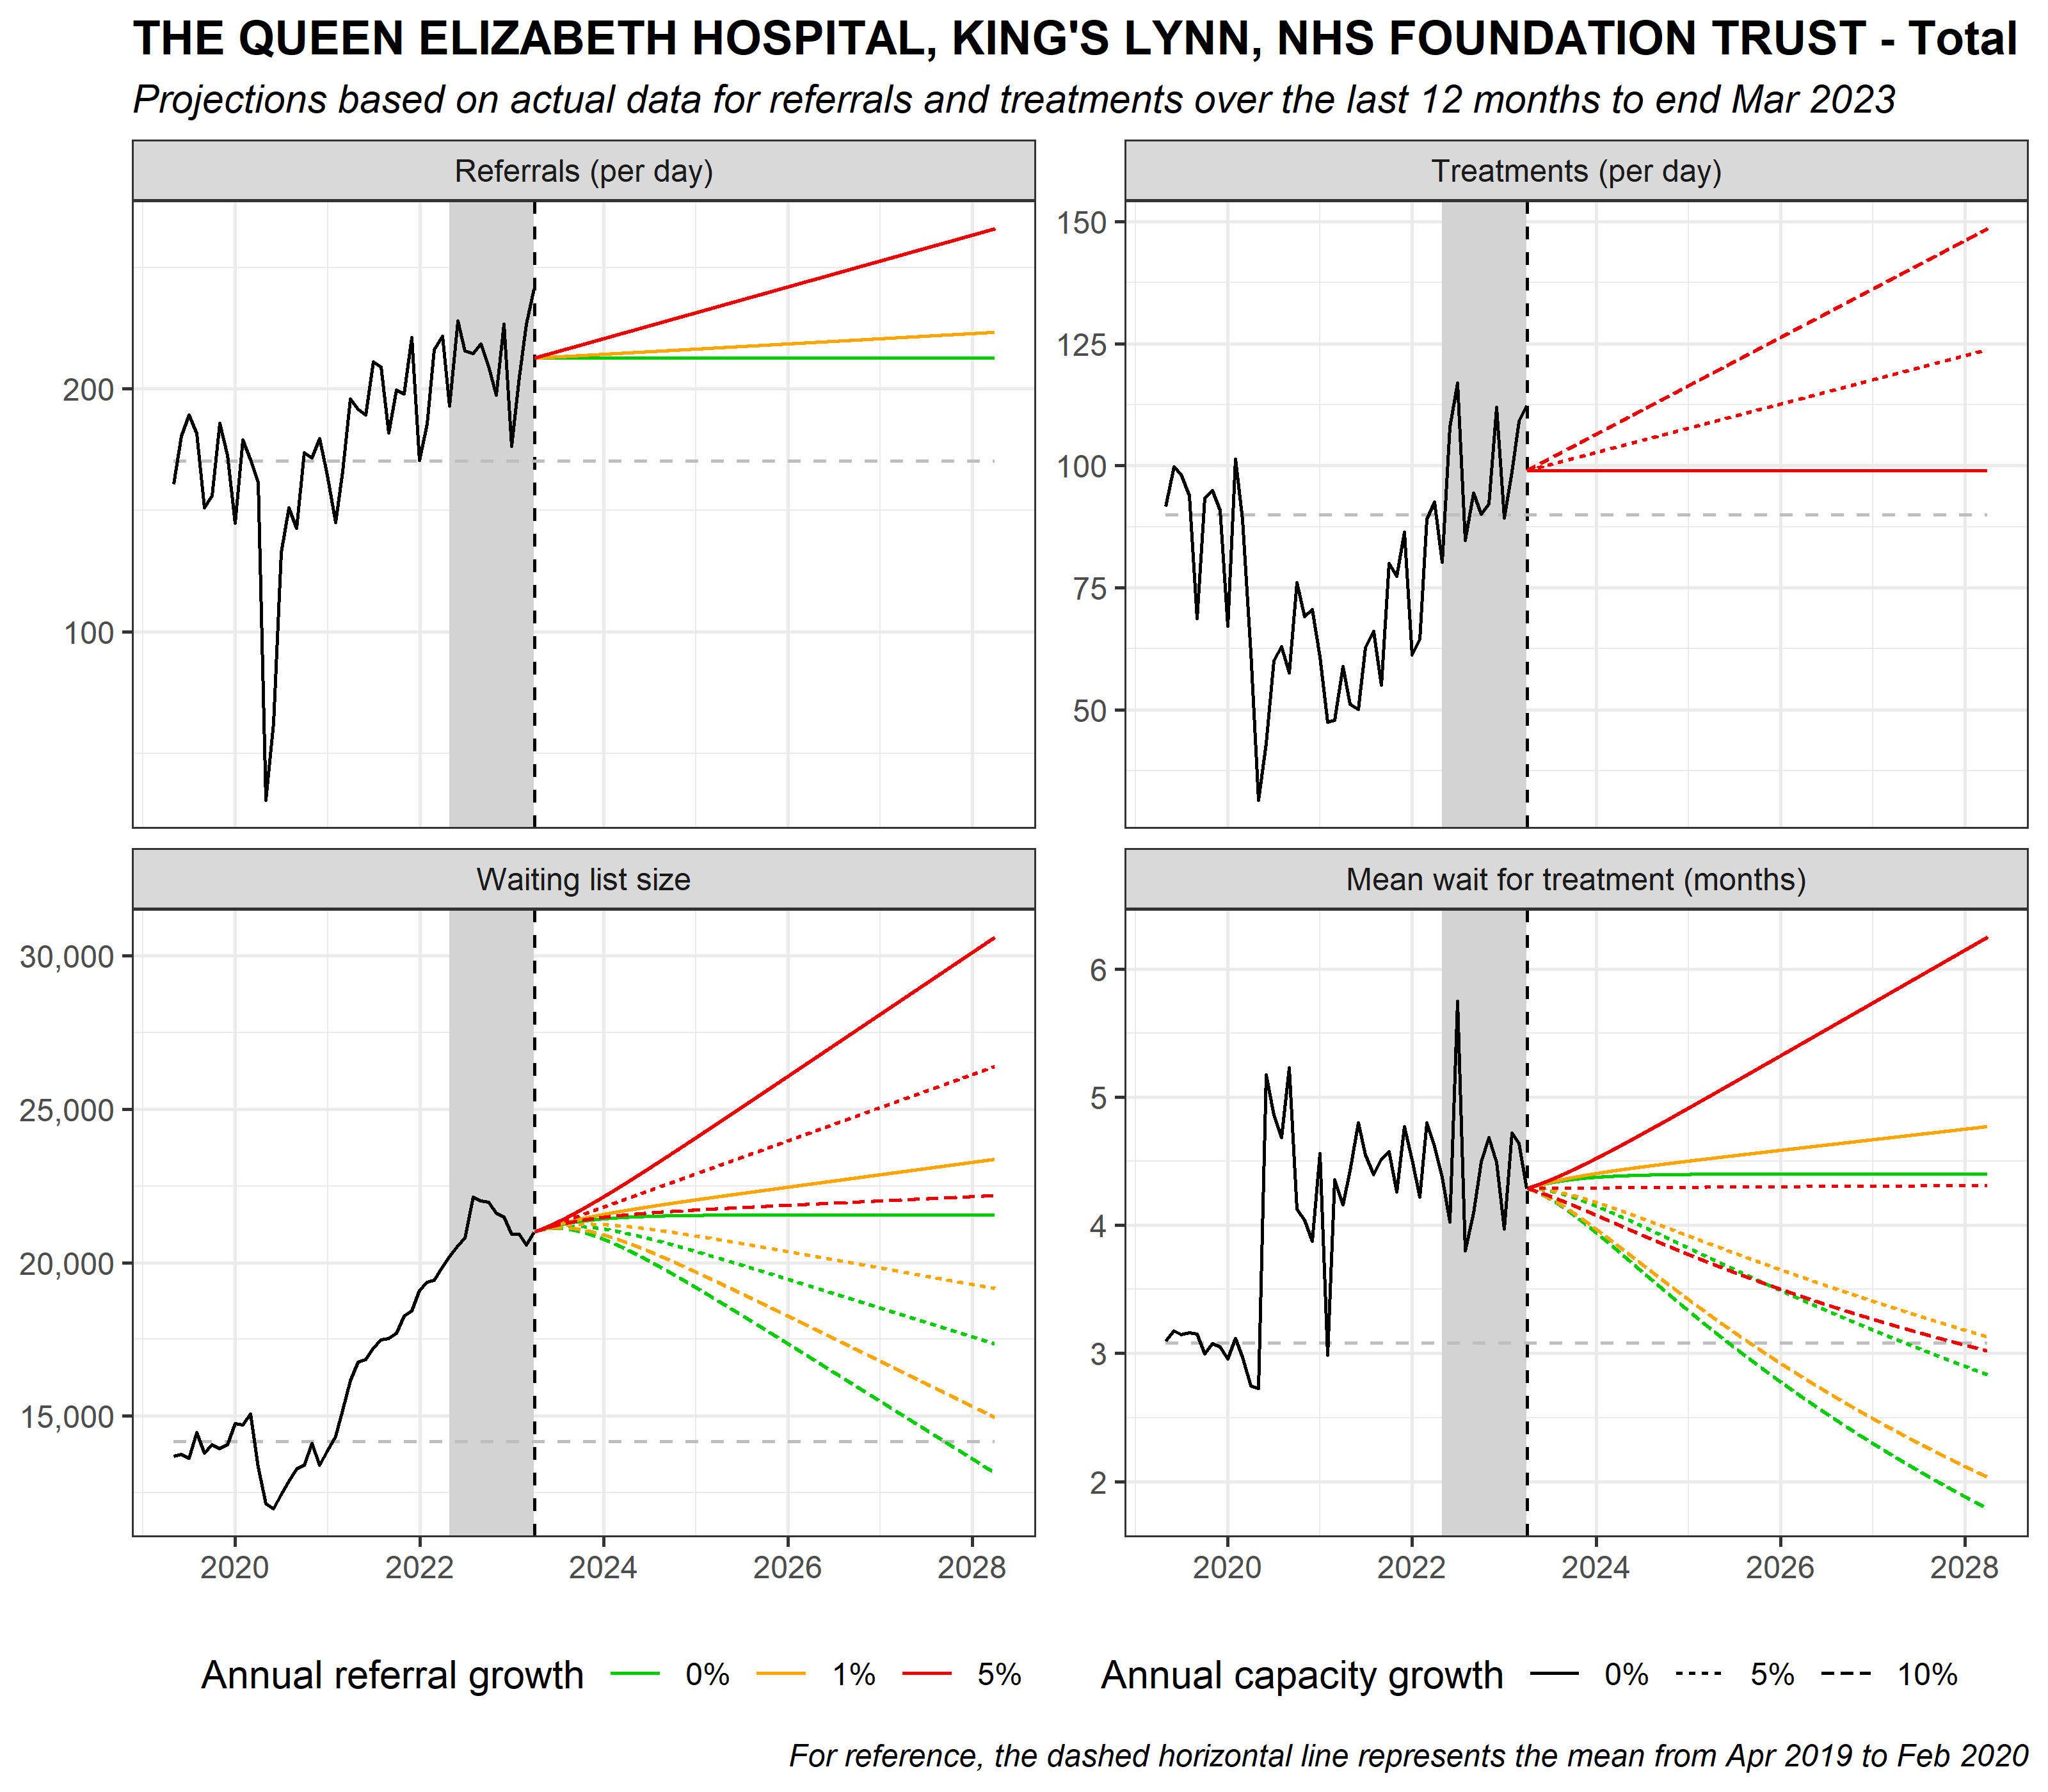 THE QUEEN ELIZABETH HOSPITAL, KING'S LYNN, NHS FOUNDATION TRUST - Total
Projections based on actual data for referrals and treatments over the last 12 months to end Mar 2023
Referrals (per day)
200
100
Treatments (per day)
150
125
100
75
50
Waiting list size
30,000
25,000
20,000
15,000
2020 2022 2024 2026 2028
Mean wait for treatment (months)
6
5
4
3
2
2020 2022 2024 2026 2028
Annual referral growth 0% 1% 5%
Annual capacity growth 0% 5% 10%
For reference, the dashed horizontal line represents the mean from Apr 2019 to Feb 2020